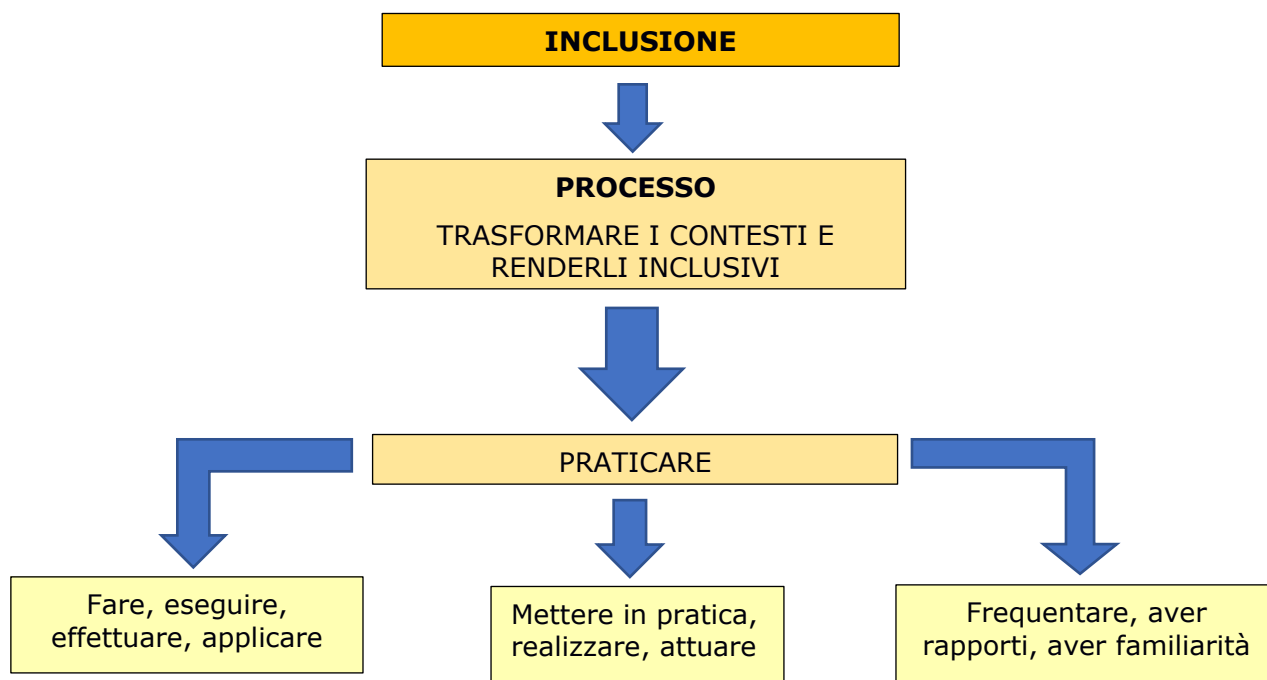 INCLUSIONE
PROCESSO
TRASFORMARE I CONTESTI E
RENDERLI INCLUSIVI
PRATICARE
Fare, eseguire,
effettuare, applicare
Mettere in pratica,
realizzare, attuare
Frequentare, aver
rapporti, aver familiarità